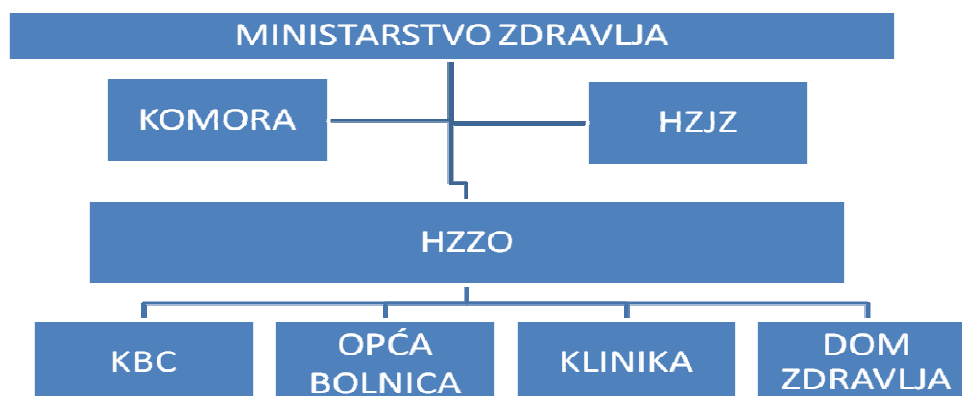 MINISTARSTVO ZDRAVLJA
KOMORA
HZJZ
HZZO
KBC
OPĆA
BOLNICA
KLINIKA
DOM
ZDRAVLJA